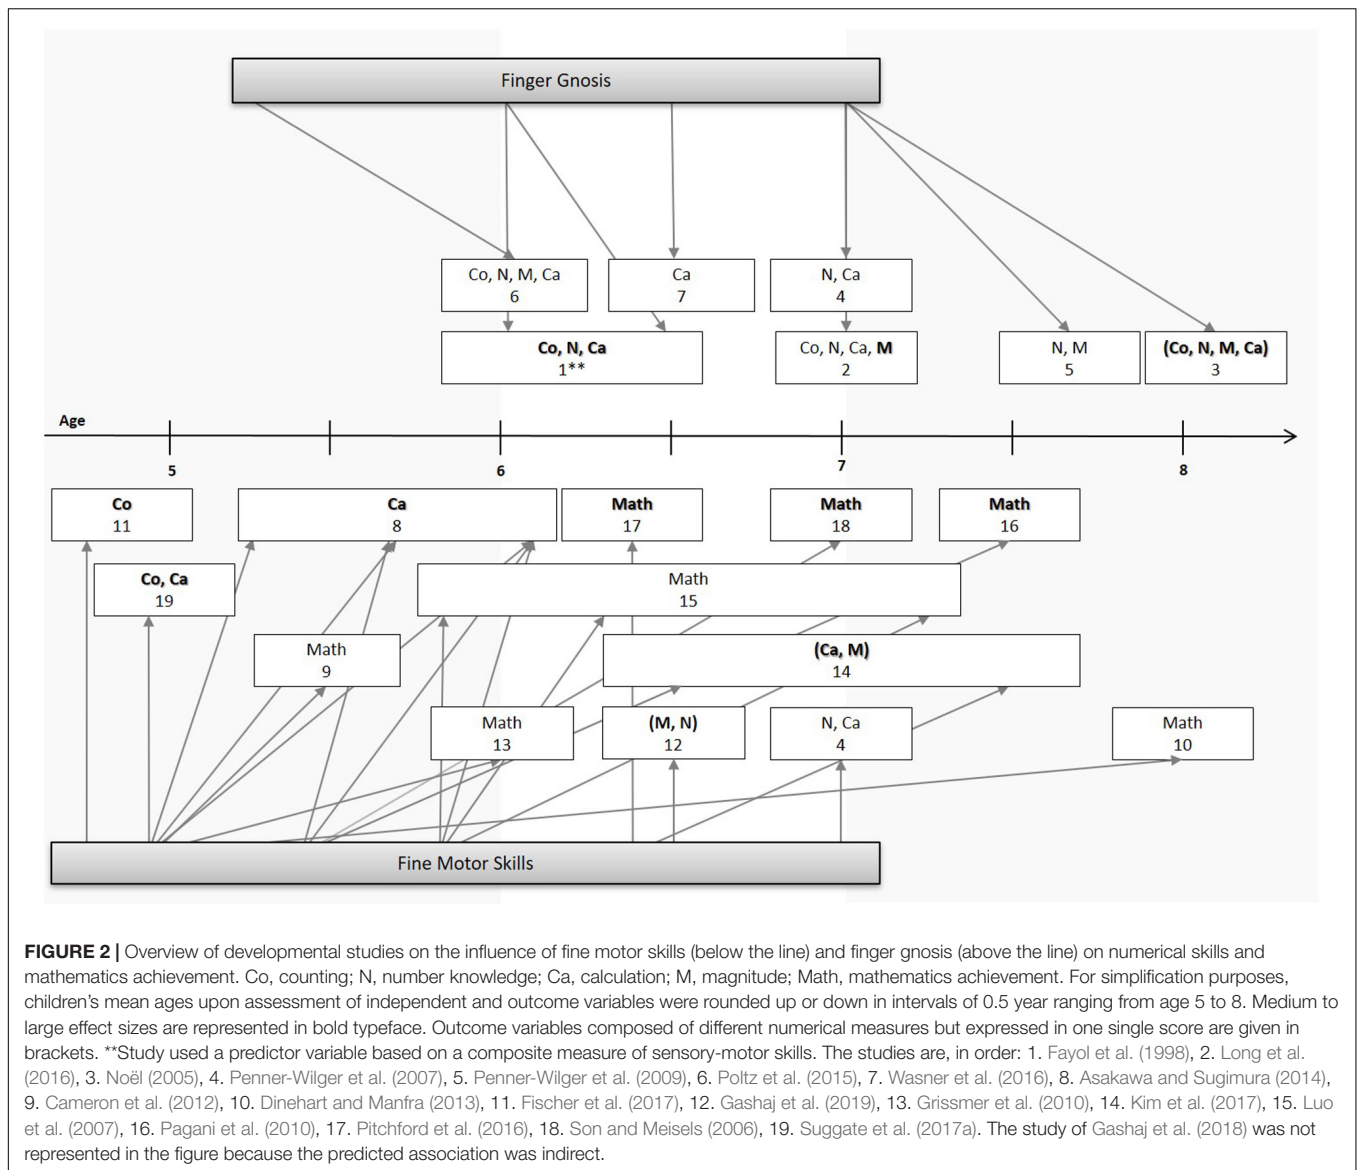 Finger Gnosis
Co, N, M, Ca
6
Ca
7
N, Ca
4
Co, N, Ca
1**
Co, N, Ca, M
2
N, M
5
(Co, N, M, Ca)
3
Age
5
6
7
8
Co
11
Ca
8
Math
17
Math
18
Math
16
Co, Ca
19
Math
15
Math
9
(Ca, M)
14
Math
13
(M, N)
12
N, Ca
4
Math
10
Fine Motor Skills
FIGURE 2 | Overview of developmental studies on the influence of fine motor skills (below the line) and finger gnosis (above the line) on numerical skills and
mathematics achievement. Co, counting; N, number knowledge; Ca, calculation; M, magnitude; Math, mathematics achievement. For simplification purposes,
children's mean ages upon assessment of independent and outcome variables were rounded up or down in intervals of 0.5 year ranging from age 5 to 8. Medium to
large effect sizes are represented in bold typeface. Outcome variables composed of different numerical measures but expressed in one single score are given in
brackets. **Study used a predictor variable based on a composite measure of sensory-motor skills. The studies are, in order: 1. Fayol et al. (1998), 2. Long et al.
(2016), 3. Noël (2005), 4. Penner-Wilger et al. (2007), 5. Penner-Wilger et al. (2009), 6. Poltz et al. (2015), 7. Wasner et al. (2016), 8. Asakawa and Sugimura (2014),
9. Cameron et al. (2012), 10. Dinehart and Manfra (2013), 11. Fischer et al. (2017), 12. Gashaj et al. (2019), 13. Grissmer et al. (2010), 14. Kim et al. (2017), 15. Luo
et al. (2007), 16. Pagani et al. (2010), 17. Pitchford et al. (2016), 18. Son and Meisels (2006), 19. Suggate et al. (2017a). The study of Gashaj et al. (2018) was not
represented in the figure because the predicted association was indirect.